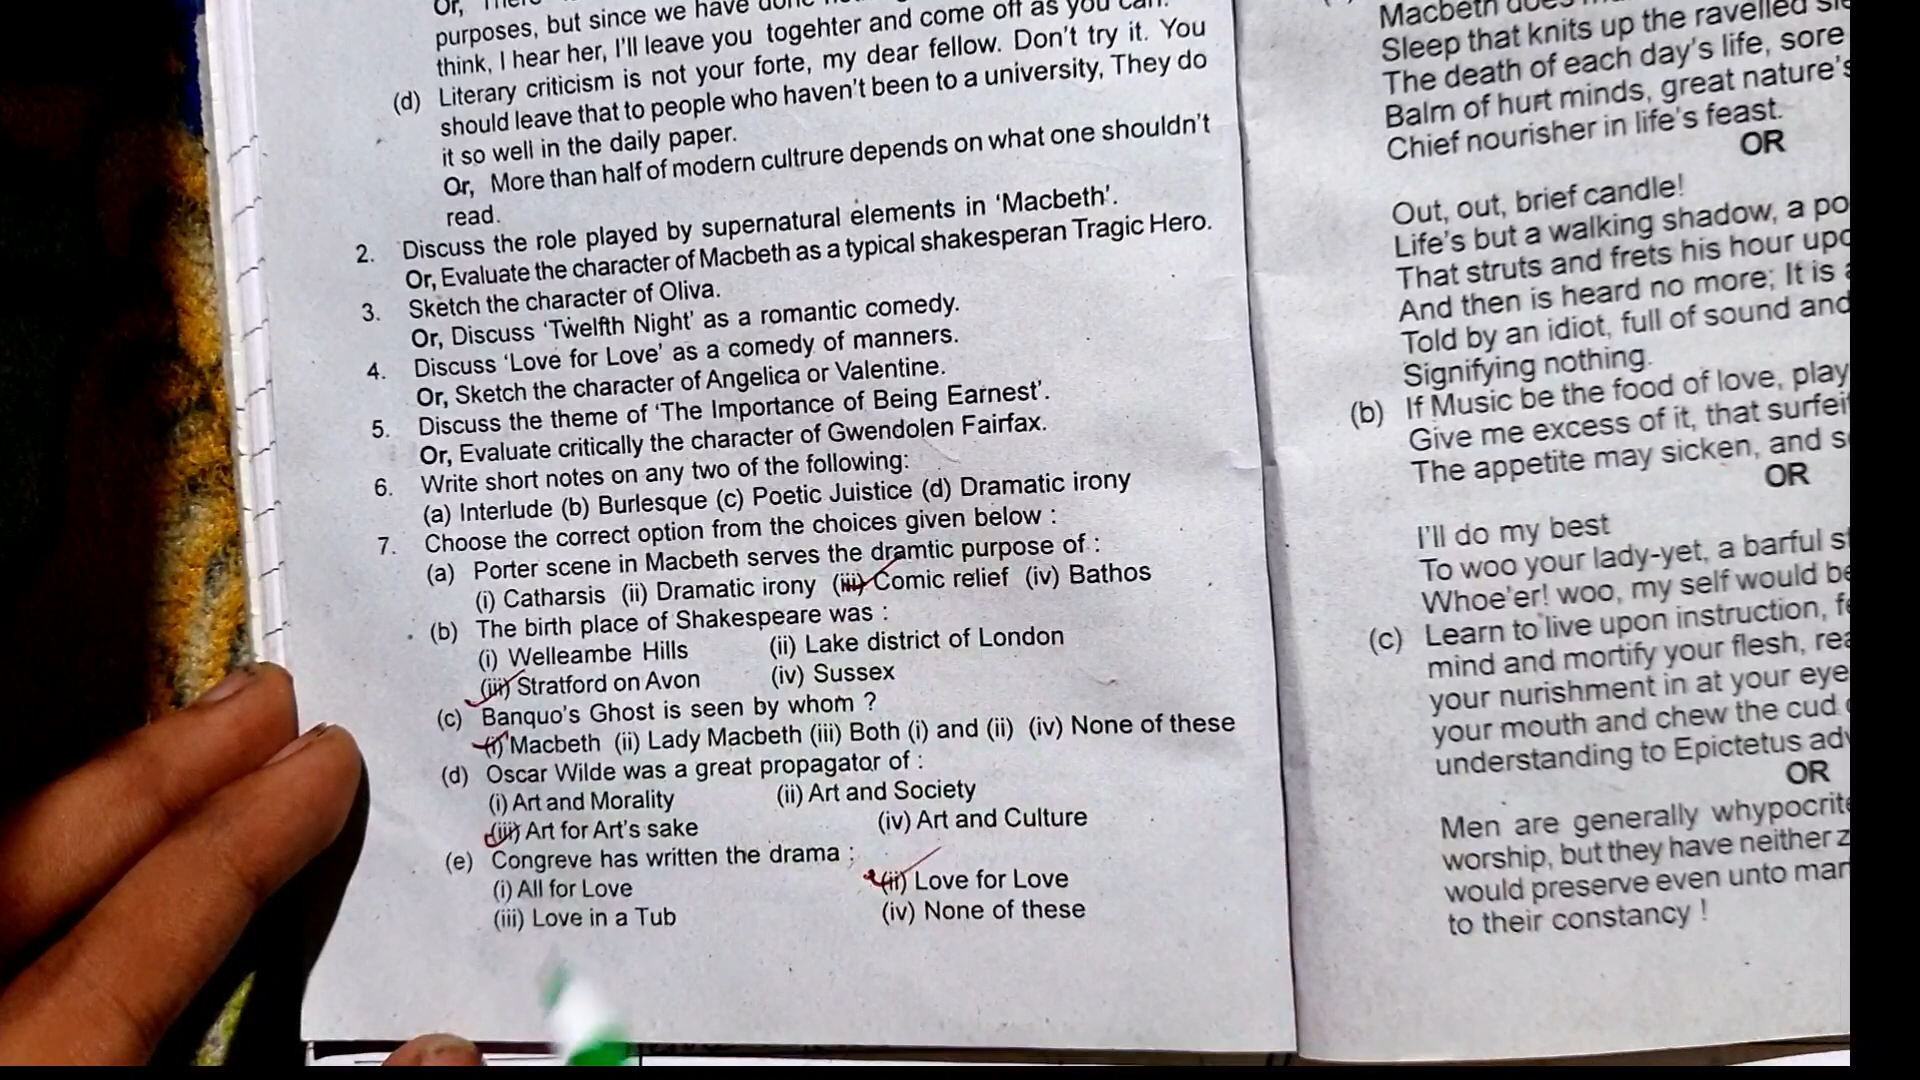 Or,
purposes, but since we have
think, I hear her, I'll leave you togehter and come off as you can.
(d) Literary criticism is not your forte, my dear fellow. Don't try it. You
should leave that to people who haven't been to a university, They do
it so well in the daily paper.
Or, More than half of modern cultrure depends on what one shouldn't
read.
2. Discuss the role played by supernatural elements in 'Macbeth'.
Or, Evaluate the character of Macbeth as a typical shakesperan Tragic Hero.
3. Sketch the character of Oliva.
Or, Discuss 'Twelfth Night' as a romantic comedy.
4. Discuss 'Love for Love' as a comedy of manners.
Or, Sketch the character of Angelica or Valentine.
5. Discuss the theme of 'The Importance of Being Earnest'.
Or, Evaluate critically the character of Gwendolen Fairfax.
6. Write short notes on any two of the following:
(a) Interlude (b) Burlesque (c) Poetic Juistice (d) Dramatic irony
7. Choose the correct option from the choices given below :
(a) Porter scene in Macbeth serves the dramtic purpose of :
(i) Catharsis (ii) Dramatic irony (iii) Comic relief (iv) Bathos
(b) The birth place of Shakespeare was :
(i) Welleambe Hills (ii) Lake district of London
(iii) Stratford on Avon (iv) Sussex
(c) Banquo's Ghost is seen by whom ?
(i) Macbeth (ii) Lady Macbeth (iii) Both (i) and (ii) (iv) None of these
(d) Oscar Wilde was a great propagator of :
(i) Art and Morality (ii) Art and Society
(iii) Art for Art's sake (iv) Art and Culture
(e) Congreve has written the drama :
(i) All for Love (ii) Love for Love
(iii) Love in a Tub (iv) None of these
Macbeth
Sleep that knits up the ravelled
The death of each day's life, sore
Balm of hurt minds, great nature's
Chief nourisher in life's feast.
OR
Out, out, brief candle!
Life's but a walking shadow, a
That struts and frets his hour
And then is heard no more; It is
Told by an idiot, full of sound and
Signifying nothing.
(b) If Music be the food of love, play
Give me excess of it, that
The appetite may sicken, and
OR
I'll do my best
To woo your lady-yet, a barful
Whoe'er! woo, my self would
(c) Learn to live upon instruction,
mind and mortify your flesh,
your nurishment in at your
your mouth and chew the cud
understanding to Epictetus
OR
Men are generally whypocrite
worship, but they have neither
would preserve even unto
to their constancy !